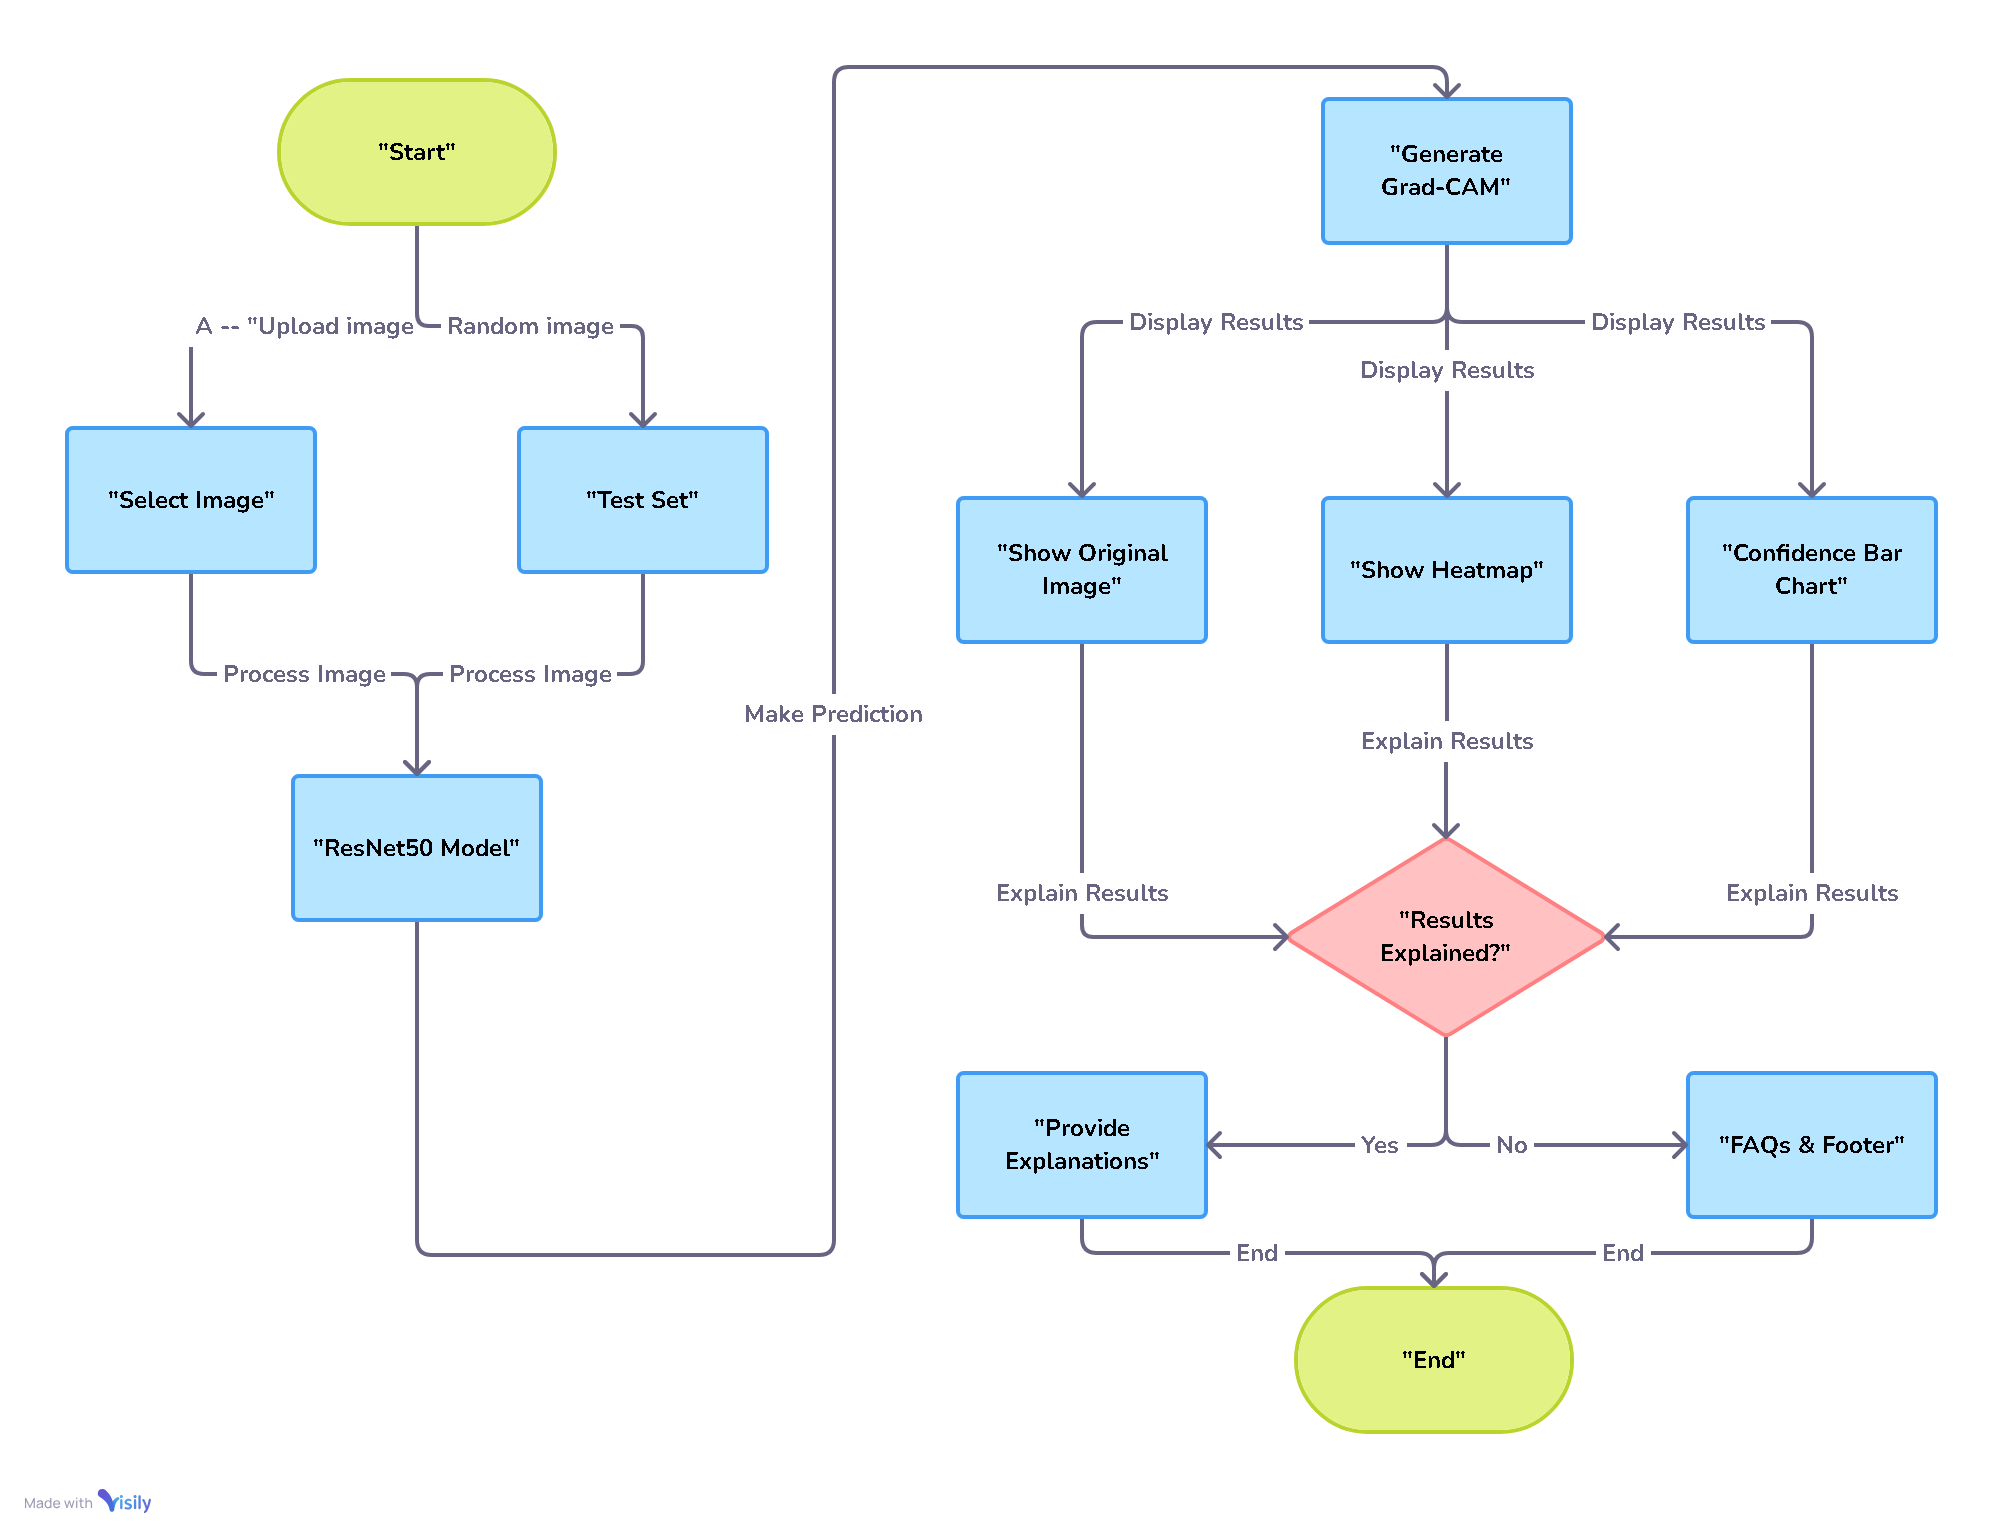 "Start"
A -- "Upload image
Random image
"Select Image"
"Test Set"
Process Image
Process Image
"ResNet50 Model"
Make Prediction
"Generate
Grad-CAM"
Display Results
Display Results
Display Results
"Show Original
Image"
"Show Heatmap"
"Confidence Bar
Chart"
Explain Results
Explain Results
Explain Results
"Results
Explained?"
Yes
No
"Provide
Explanations"
"FAQs & Footer"
End
End
"End"
Made with Visily